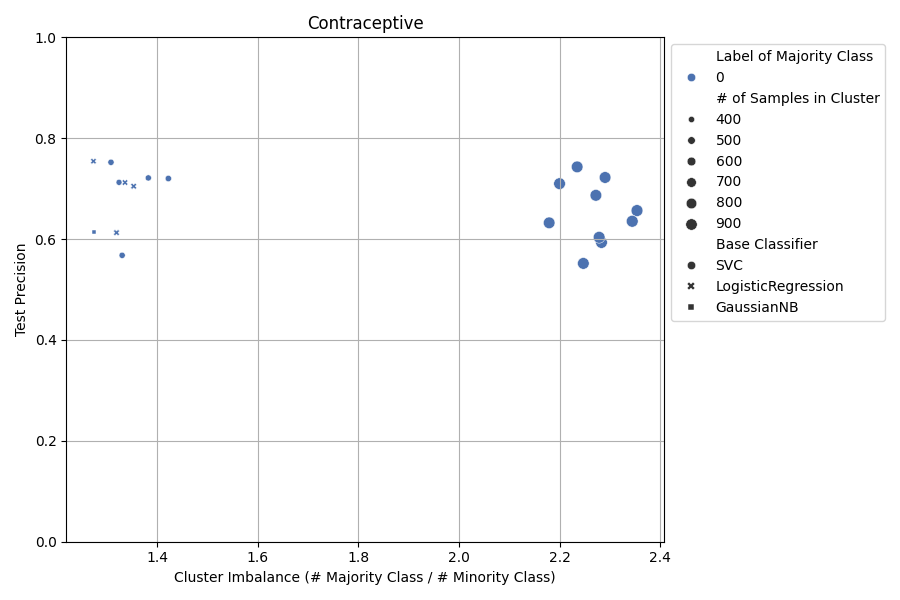 Contraceptive
1.0
0.8
0.6
0.4
0.2
0.0
Test Precision
1.4
1.6
1.8
2.0
2.2
2.4
Cluster Imbalance (# Majority Class / # Minority Class)
Label of Majority Class
0
# of Samples in Cluster
400
500
600
700
800
900
Base Classifier
SVC
LogisticRegression
GaussianNB